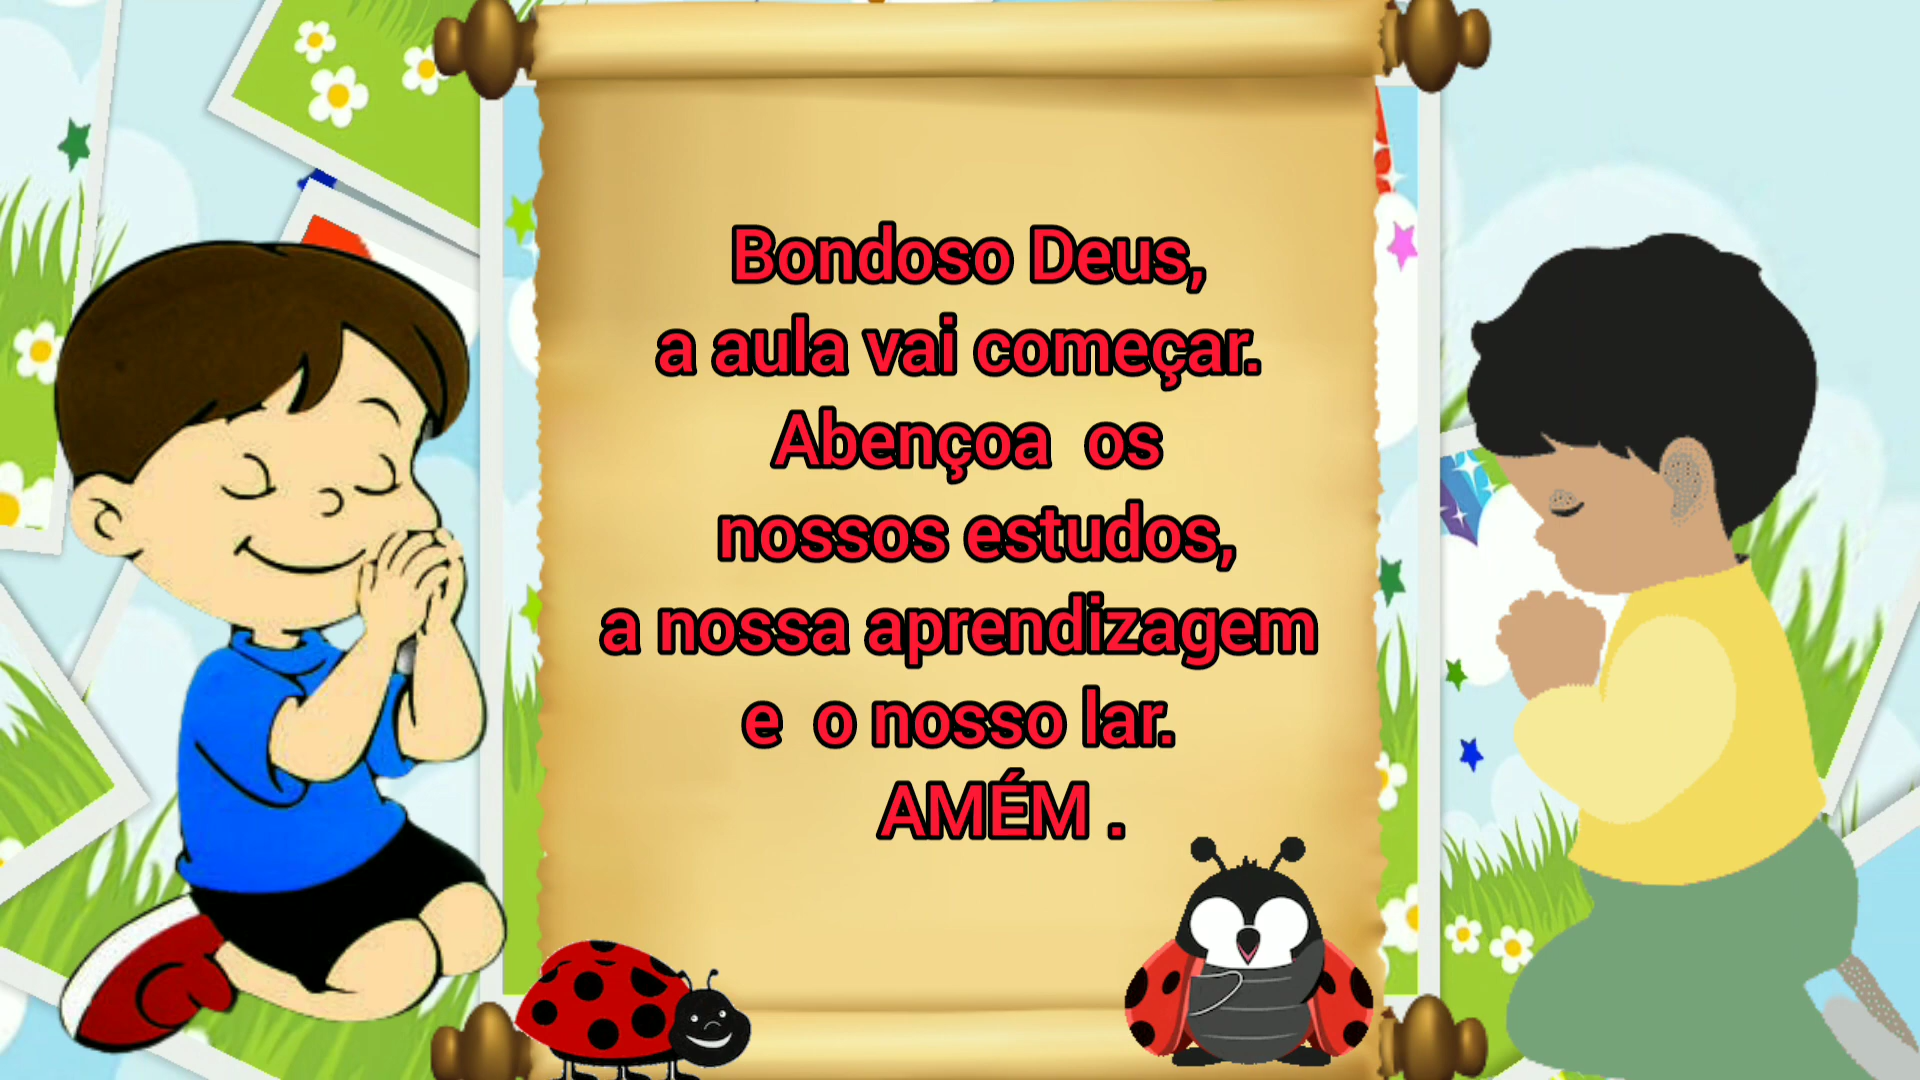 Bondoso Deus,
a aula vai começar.
Abençoa os
nossos estudos,
a nossa aprendizagem
e o nosso lar.
AMÉM .